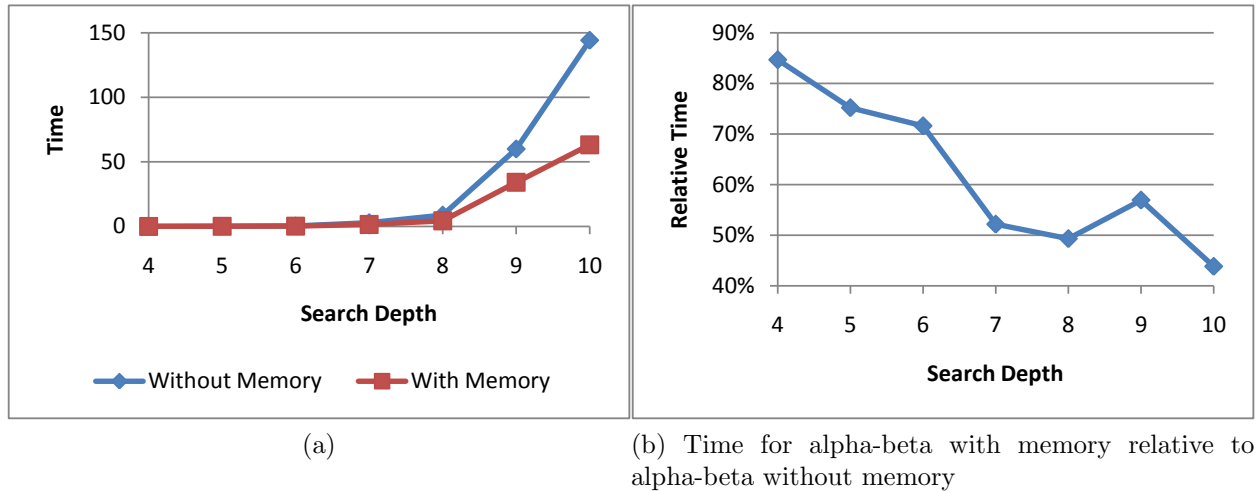 150
100
50
0
Time
4 5 6 7 8 9 10
Search Depth
Without Memory With Memory
90%
80%
70%
60%
50%
40%
Relative Time
4 5 6 7 8 9 10
Search Depth
(a)
(b) Time for alpha-beta with memory relative to
alpha-beta without memory